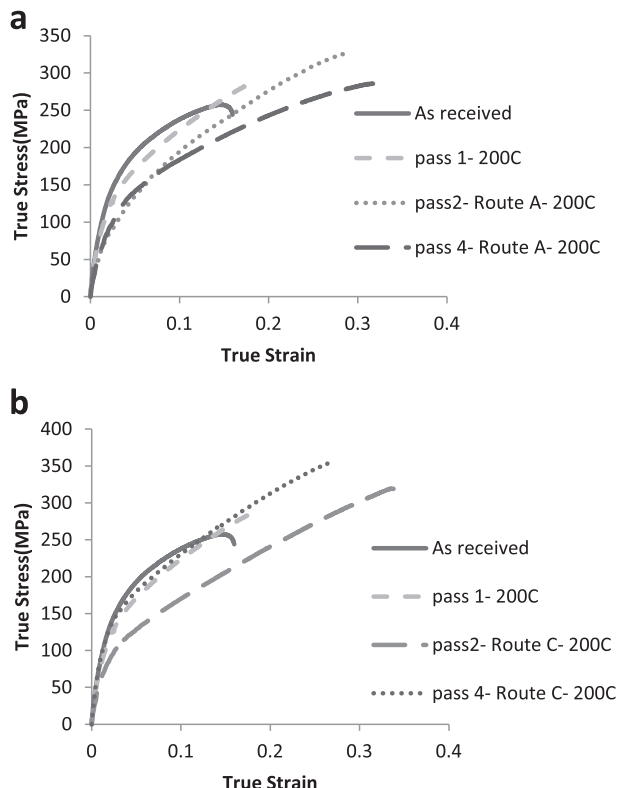 a
350
300
250
200
150
100
50
0
True Stress(MPa)
0 0.1 0.2 0.3 0.4
True Strain
As received
pass 1- 200C
pass2- Route A- 200C
pass 4- Route A- 200C
b
400
350
300
250
200
150
100
50
0
True Stress(MPa)
0 0.1 0.2 0.3 0.4
True Strain
As received
pass 1- 200C
pass2- Route C- 200C
pass 4- Route C- 200C